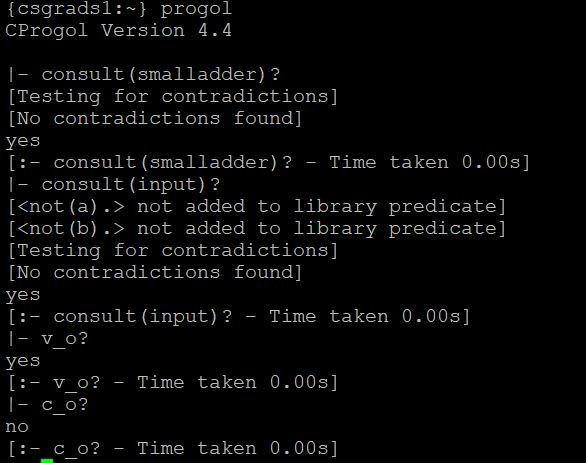 {csgrads1:~} progol
CProgol Version 4.4
|- consult(smalladder)?
[Testing for contradictions]
[No contradictions found]
yes
[:- consult(smalladder)? - Time taken 0.00s]
|- consult(input)?
[<not(a).> not added to library predicate]
[<not(b).> not added to library predicate]
[Testing for contradictions]
[No contradictions found]
yes
[:- consult(input)? - Time taken 0.00s]
|- v_o?
yes
[:- v_o? - Time taken 0.00s]
|- c_o?
no
[:- c_o? - Time taken 0.00s]